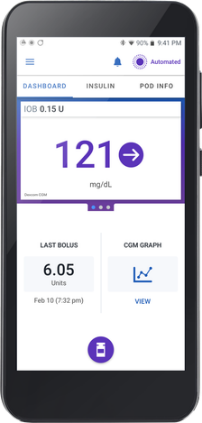 90% 9:41 PM
Automated
DASHBOARD INSULIN POD INFO
IOB 0.15 U
121
mg/dL
Dexcom CGM
LAST BOLUS
6.05
Units
Feb 10 (7:32 pm)
CGM GRAPH
VIEW